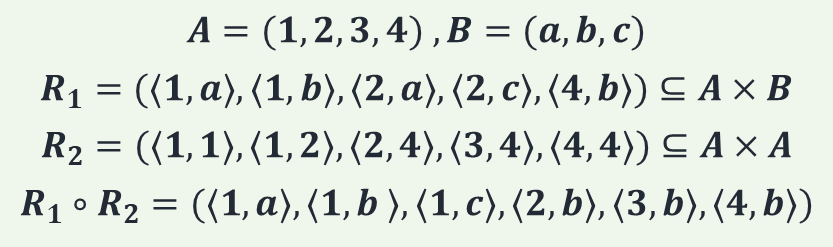 A = (1, 2, 3, 4) , B = (a, b, c)
R₁ = (⟨1, a⟩, ⟨1, b⟩, ⟨2, a⟩, ⟨2, c⟩, ⟨4, b⟩) ⊆ A × B
R₂ = (⟨1, 1⟩, ⟨1, 2⟩, ⟨2, 4⟩, ⟨3, 4⟩, ⟨4, 4⟩) ⊆ A × A
R₁ ∘ R₂ = (⟨1, a⟩, ⟨1, b ⟩, ⟨1, c⟩, ⟨2, b⟩, ⟨3, b⟩, ⟨4, b⟩)